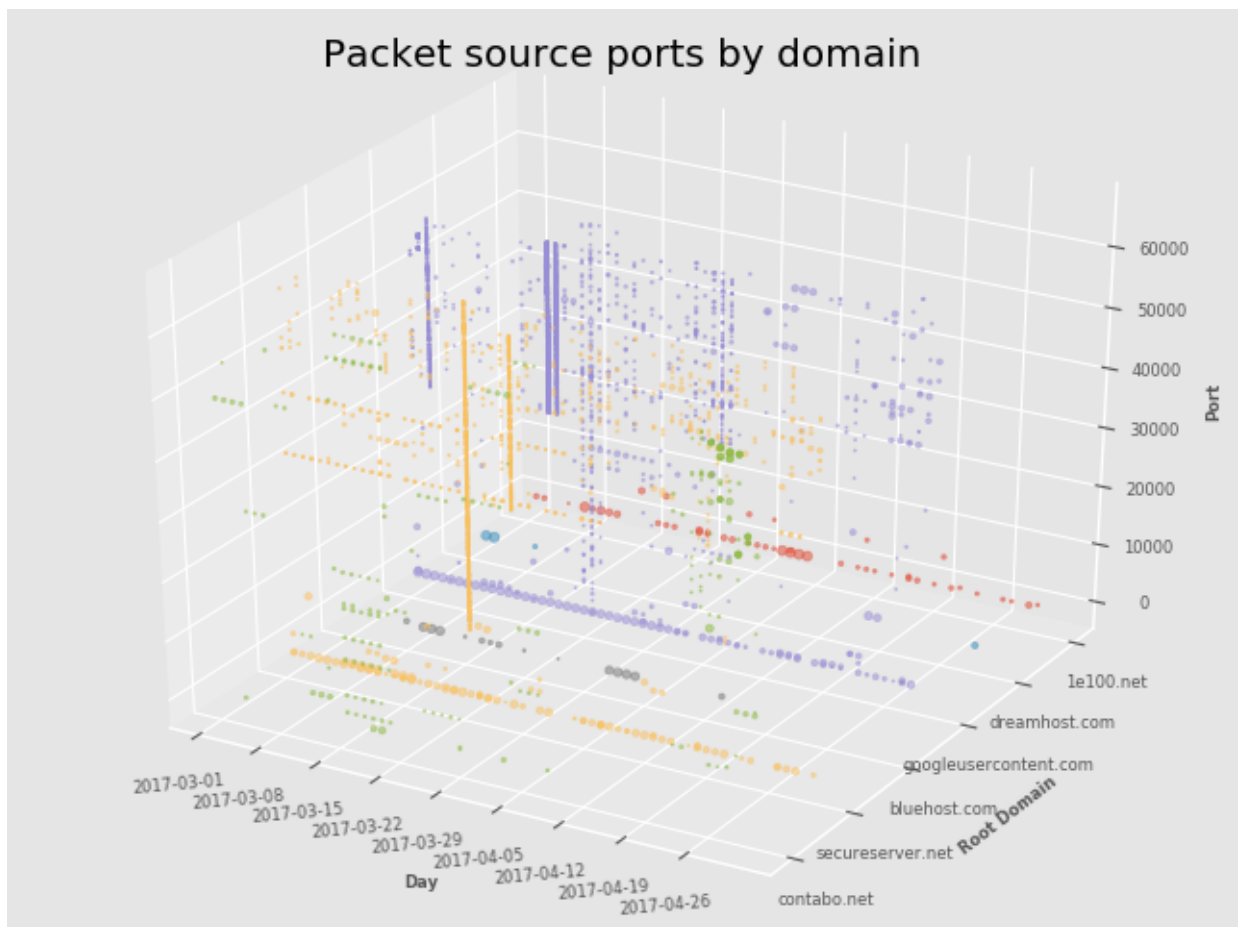 Packet source ports by domain
60000
50000
40000
30000
20000
10000
0
Port
1e100.net
dreamhost.com
googleusercontent.com
bluehost.com
secureserver.net
contabo.net
Root Domain
2017-03-01
2017-03-08
2017-03-15
2017-03-22
2017-03-29
2017-04-05
2017-04-12
2017-04-19
2017-04-26
Day